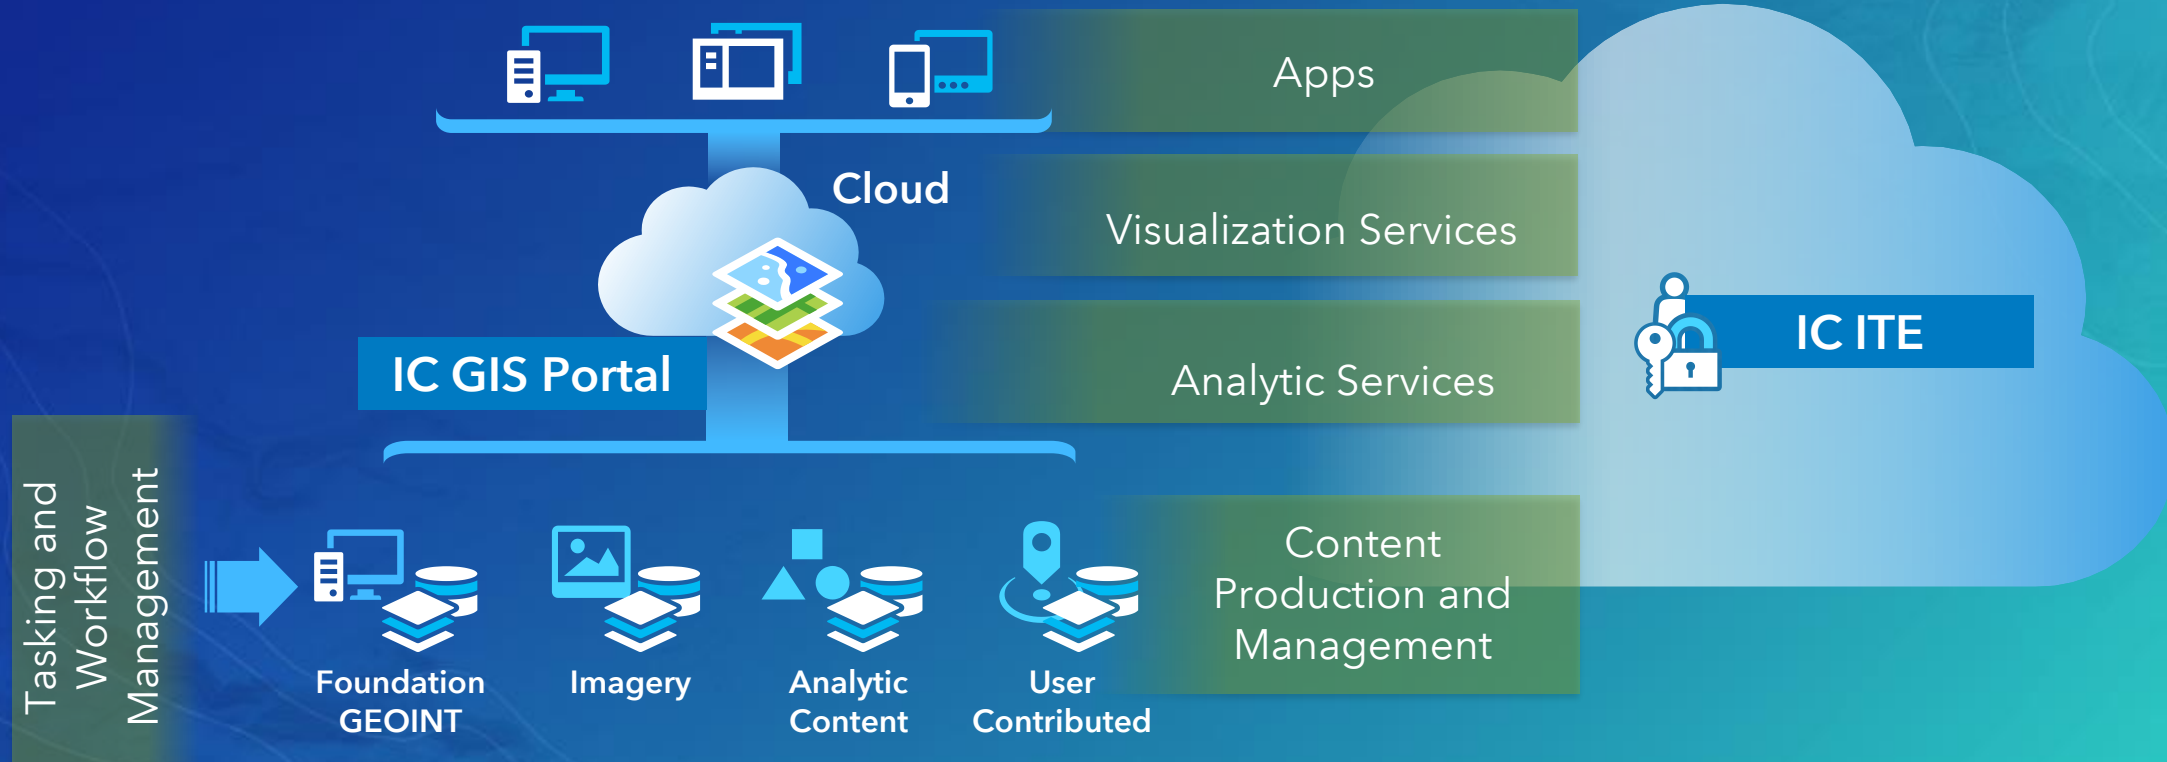 Apps
Cloud
Visualization Services
IC GIS Portal
Analytic Services
IC ITE
Tasking and
Workflow
Management
Foundation
GEOINT
Imagery
Analytic
Content
User
Contributed
Content
Production and
Management